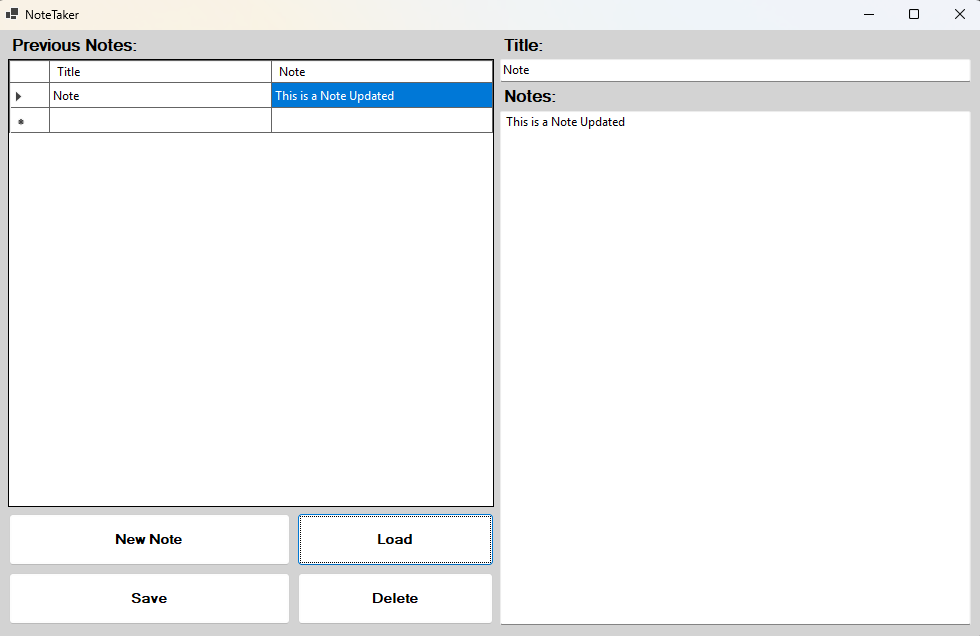 NoteTaker
Previous Notes:
Title Note
Note This is a Note Updated
New Note Load
Save Delete
Title:
Note
Notes:
This is a Note Updated